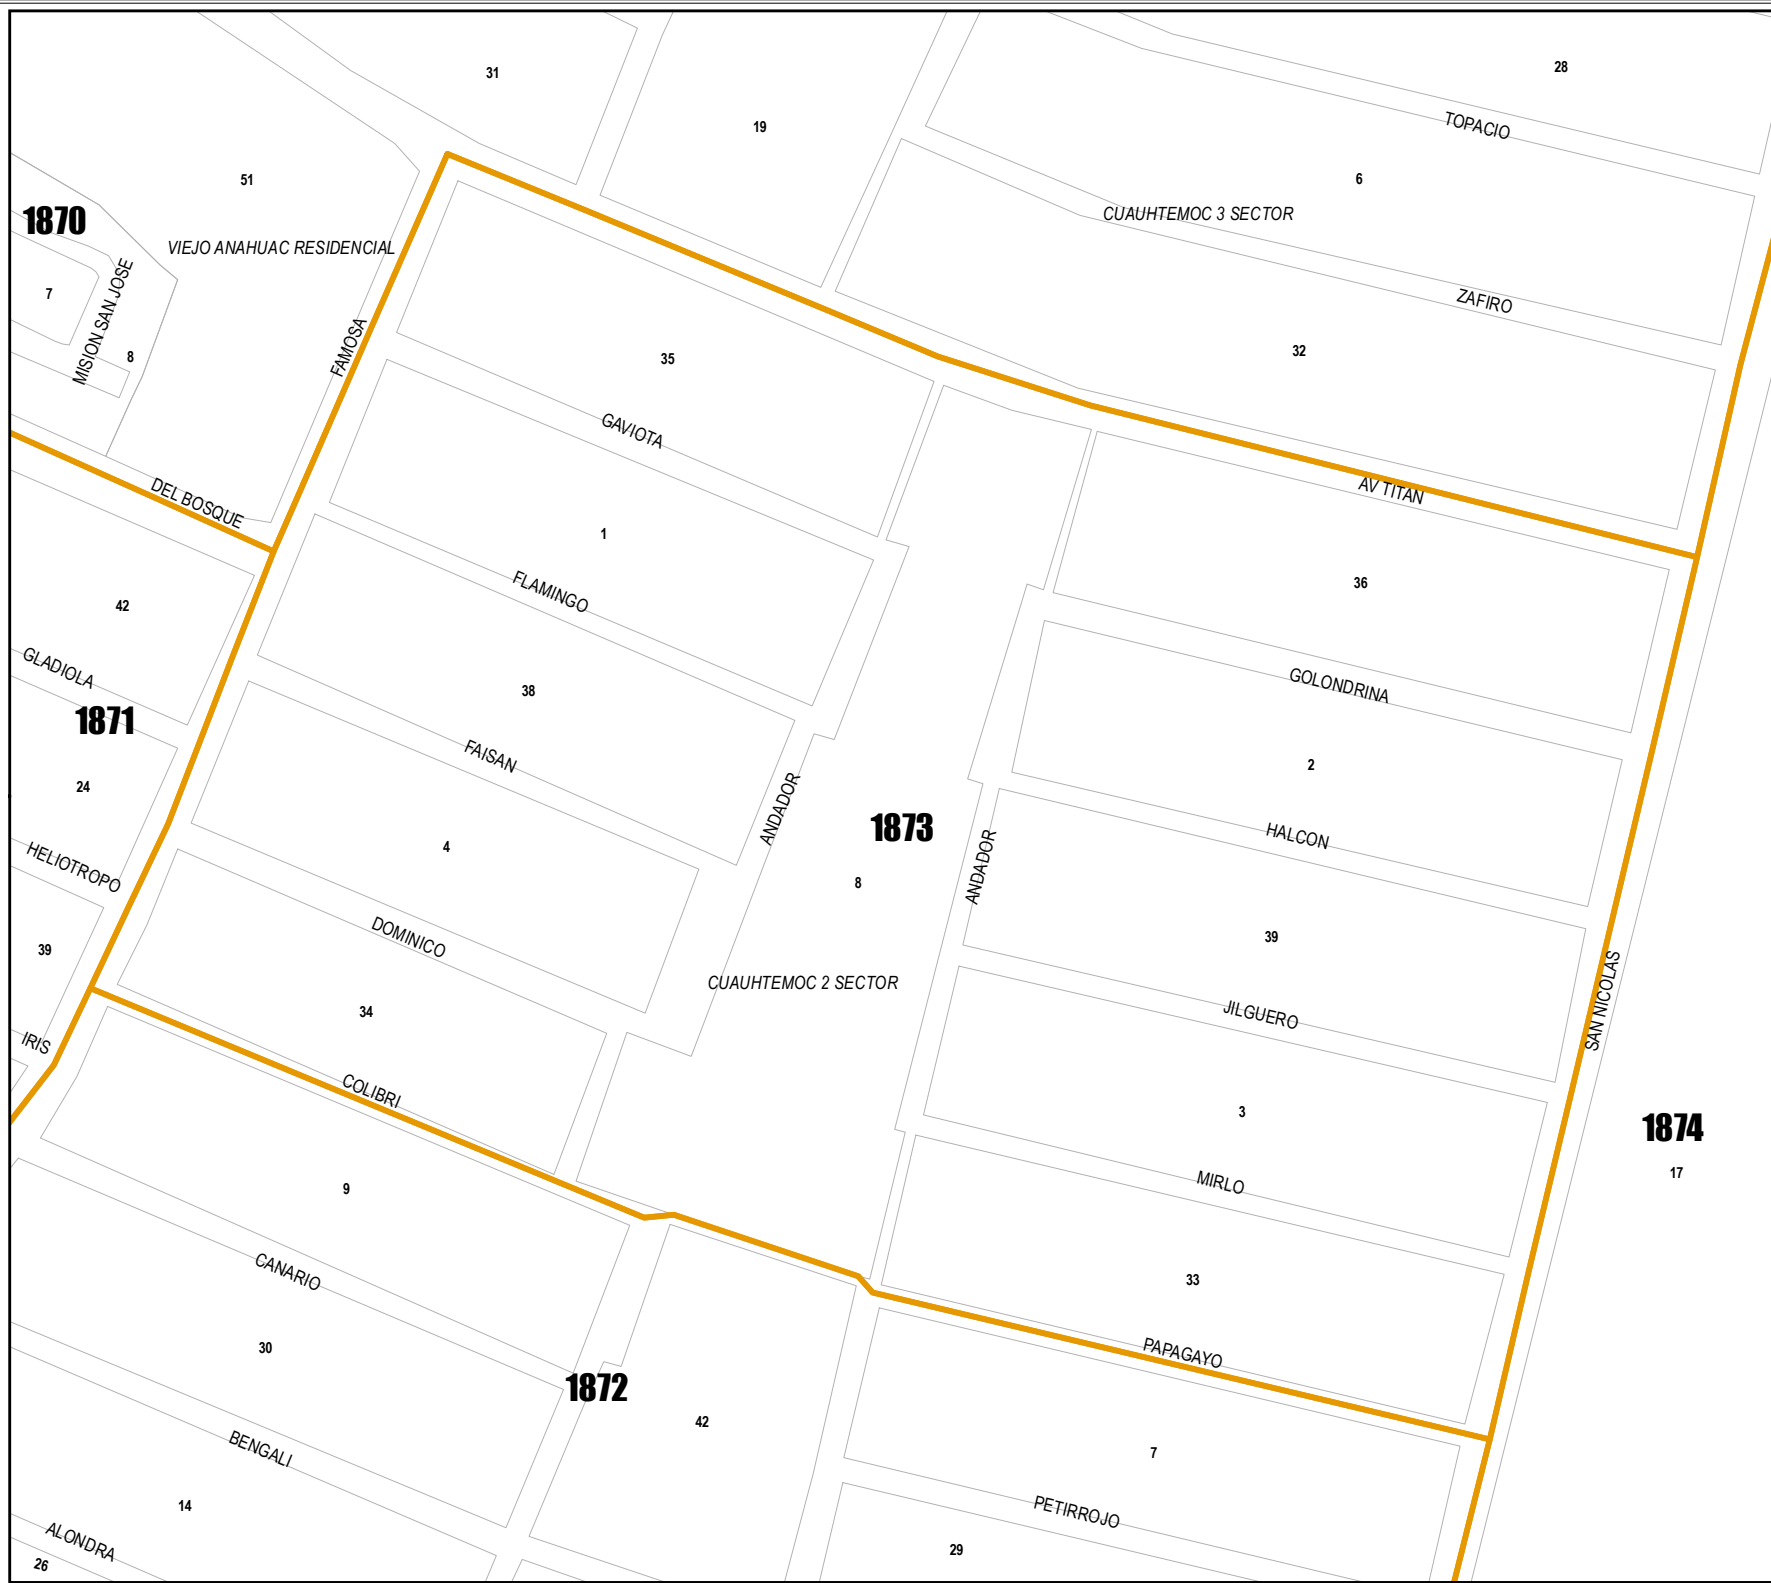 28
31
TOPACIO
19
6
51
CUAUHTEMOC 3 SECTOR
1870
VIEJO ANAHUAC RESIDENCIAL
7
MISION SAN JOSE
ZAFIRO
8
FAMOSA
35
32
GAVIOTA
AV TITAN
DEL BOSQUE
1
36
FLAMINGO
42
GLADIOLA
38
GOLONDRINA
1871
FAISAN
2
24
ANDADOR
1873
HALCON
4
HELIOTROPO
ANDADOR
8
39
DOMINICO
39
CUAUHTEMOC 2 SECTOR
SAN NICOLAS
34
JILGUERO
IRIS
COLIBRI
3
1874
17
9
MIRLO
CANARIO
33
30
PAPAGAYO
1872
42
BENGALI
7
14
PETIRROJO
ALONDRA
29
26